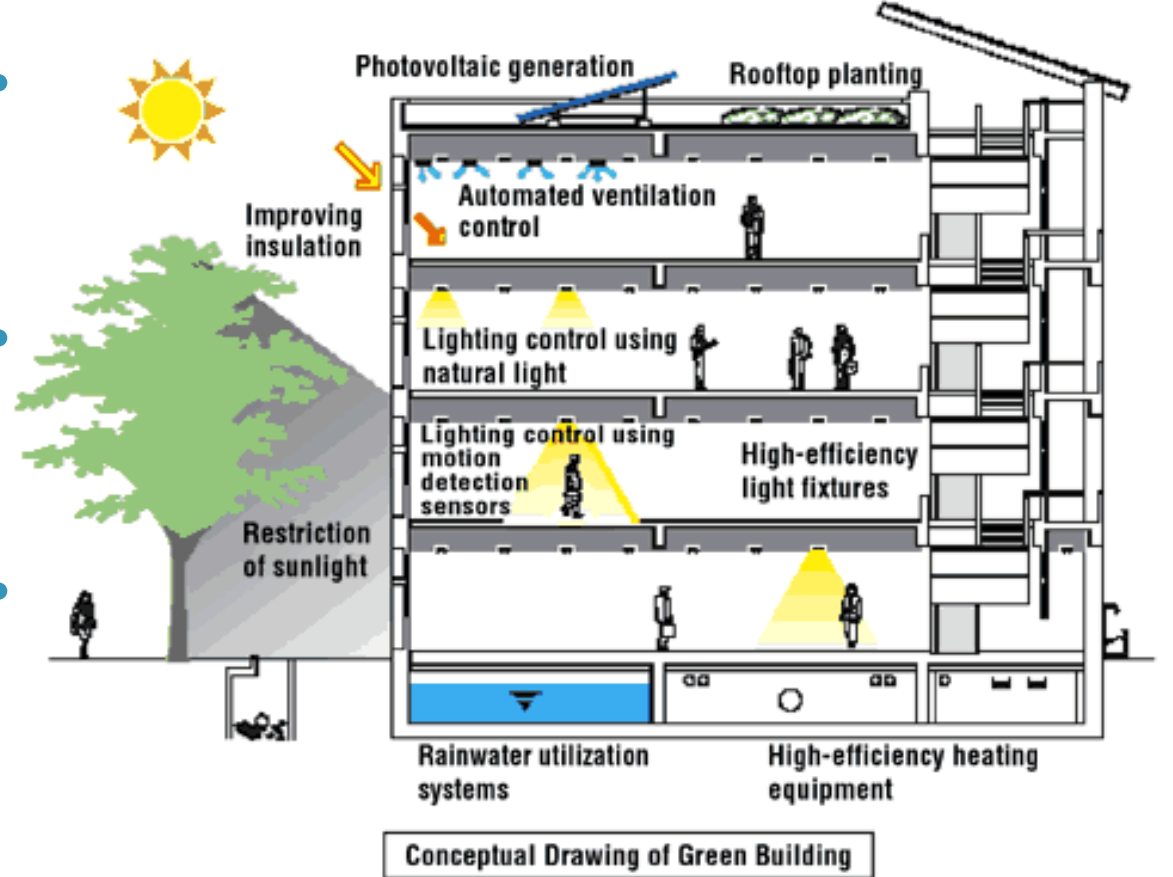 Photovoltaic generation
Rooftop planting
Improving
insulation
Automated ventilation
control
Lighting control using
natural light
Lighting control using
motion
detection
sensors
High-efficiency
light fixtures
Restriction
of sunlight
Rainwater utilization
systems
High-efficiency heating
equipment
Conceptual Drawing of Green Building